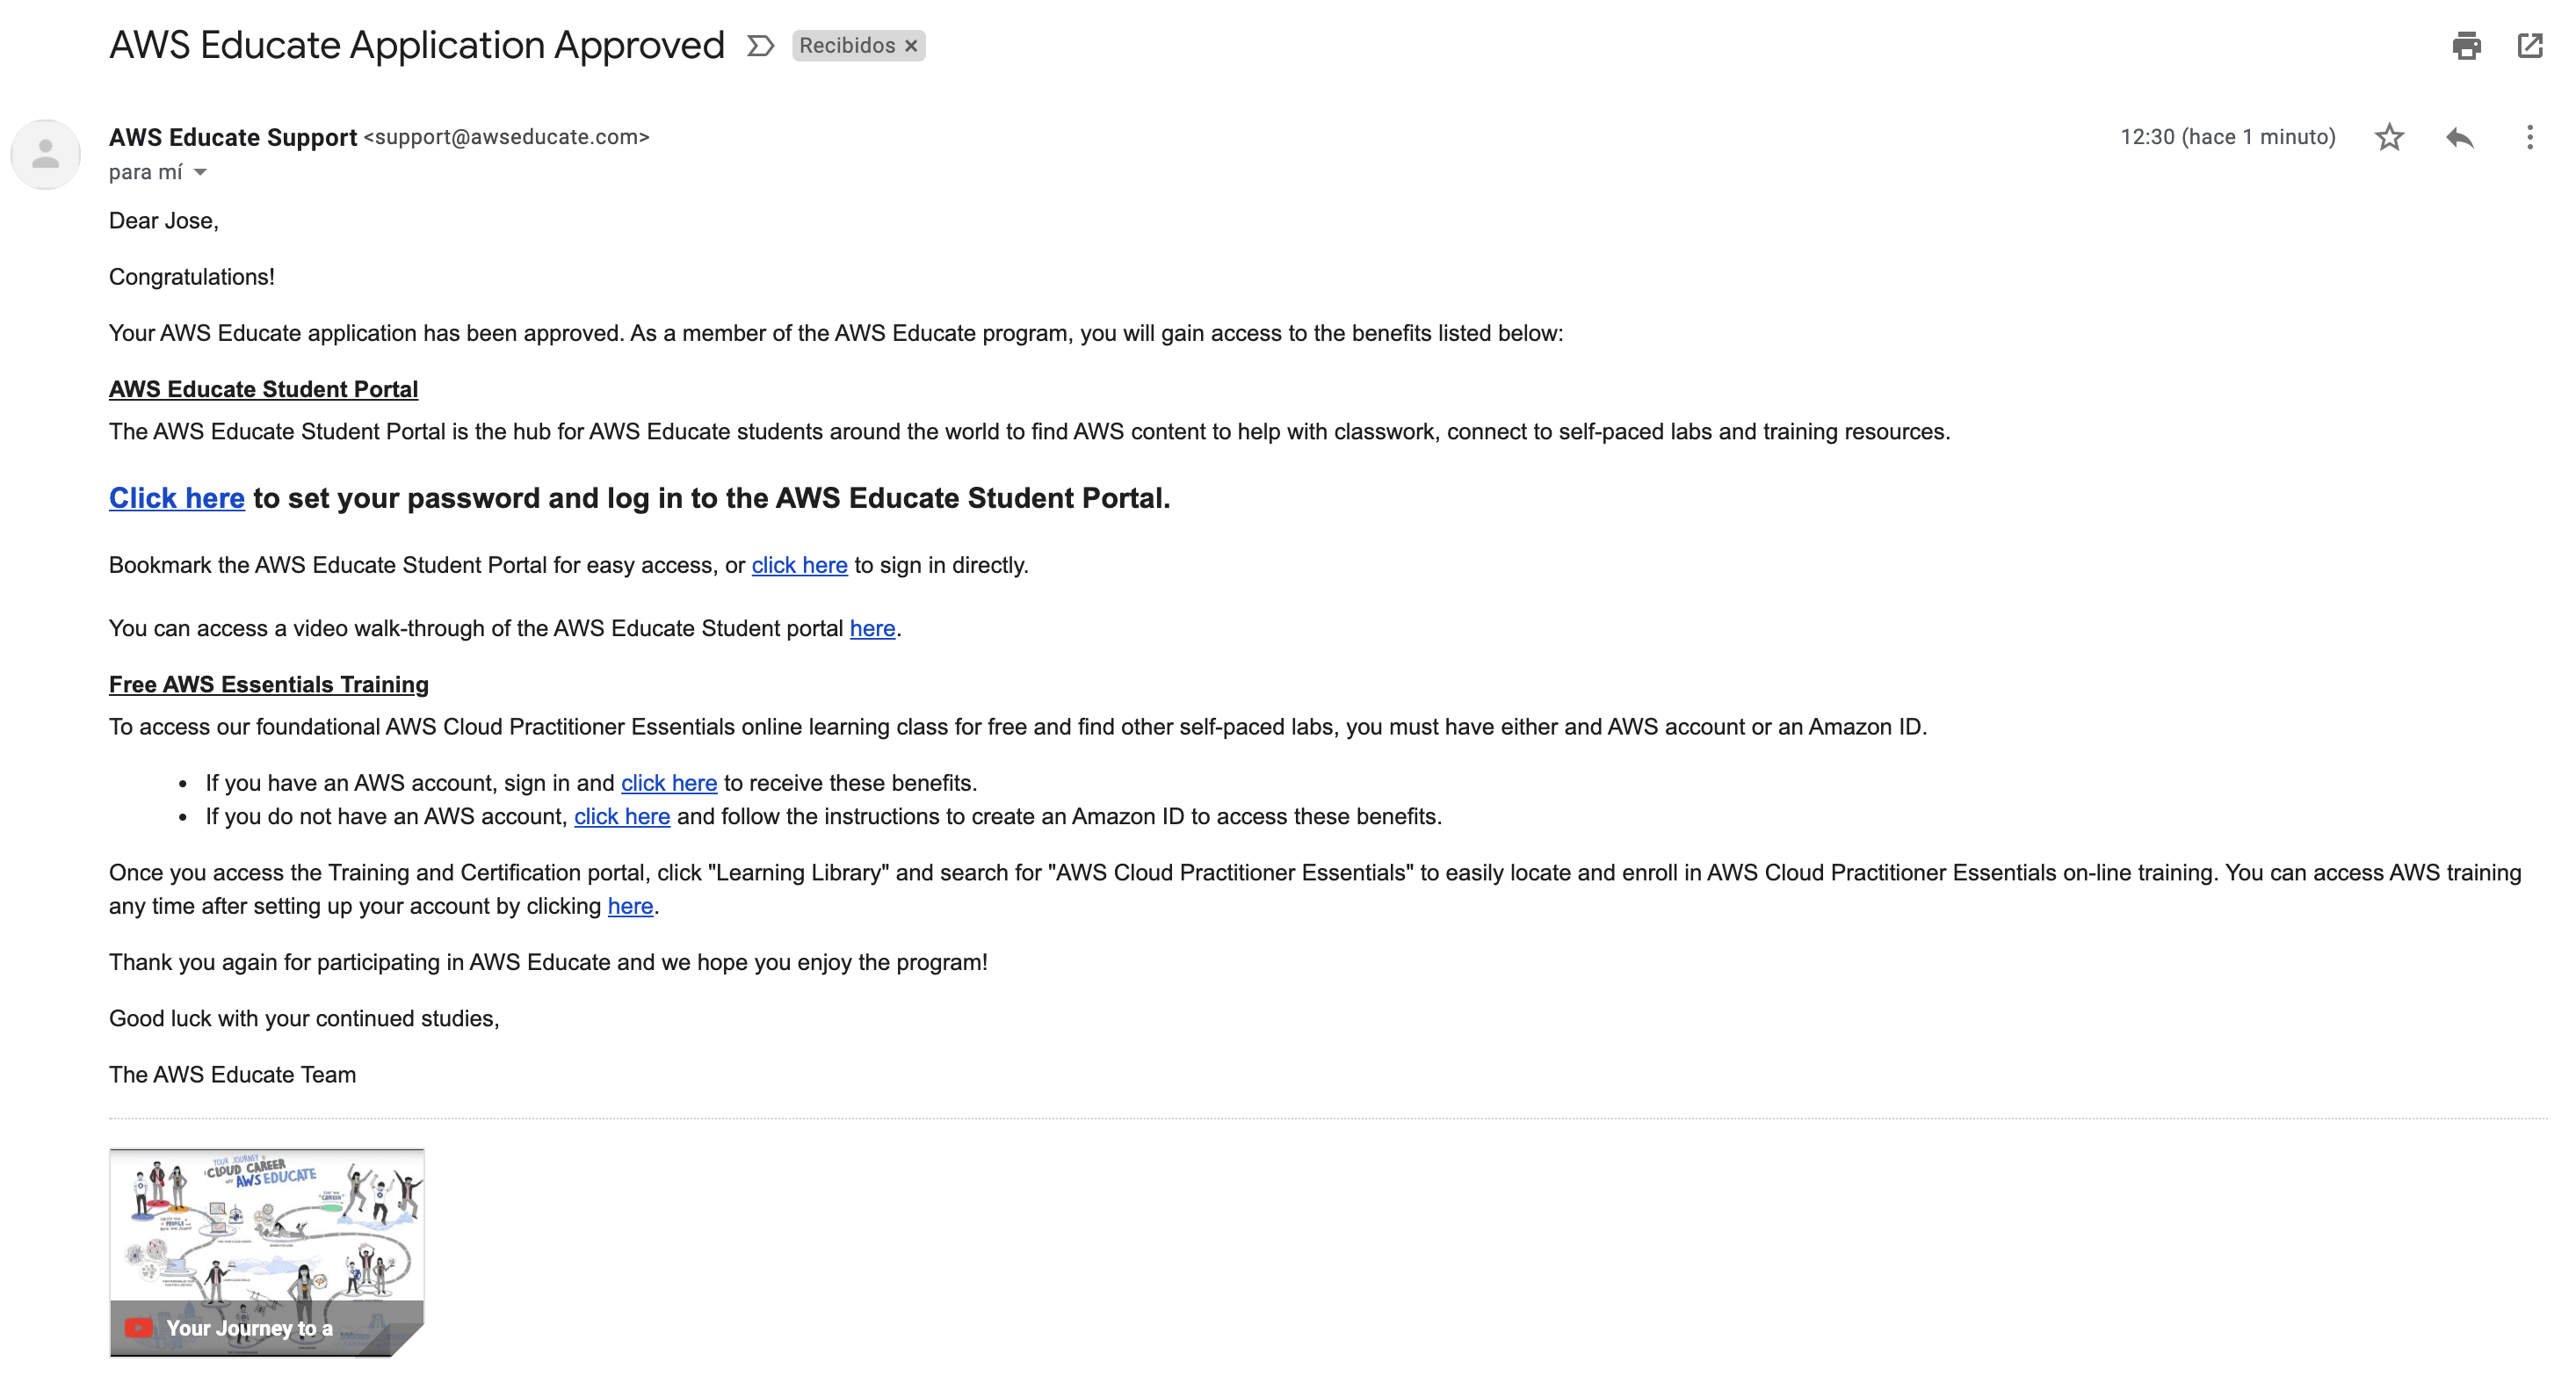 AWS Educate Application Approved Recibidos ×
AWS Educate Support <support@awseducate.com> 12:30 (hace 1 minuto)
para mí
Dear Jose,
Congratulations!
Your AWS Educate application has been approved. As a member of the AWS Educate program, you will gain access to the benefits listed below:
AWS Educate Student Portal
The AWS Educate Student Portal is the hub for AWS Educate students around the world to find AWS content to help with classwork, connect to self-paced labs and training resources.
Click here to set your password and log in to the AWS Educate Student Portal.
Bookmark the AWS Educate Student Portal for easy access, or click here to sign in directly.
You can access a video walk-through of the AWS Educate Student portal here.
Free AWS Essentials Training
To access our foundational AWS Cloud Practitioner Essentials online learning class for free and find other self-paced labs, you must have either and AWS account or an Amazon ID.
• If you have an AWS account, sign in and click here to receive these benefits.
• If you do not have an AWS account, click here and follow the instructions to create an Amazon ID to access these benefits.
Once you access the Training and Certification portal, click "Learning Library" and search for "AWS Cloud Practitioner Essentials" to easily locate and enroll in AWS Cloud Practitioner Essentials on-line training. You can access AWS training
any time after setting up your account by clicking here.
Thank you again for participating in AWS Educate and we hope you enjoy the program!
Good luck with your continued studies,
The AWS Educate Team
YOUR JOURNEY
CLOUD CAREER
AWS EDUCATE
Your Journey to a